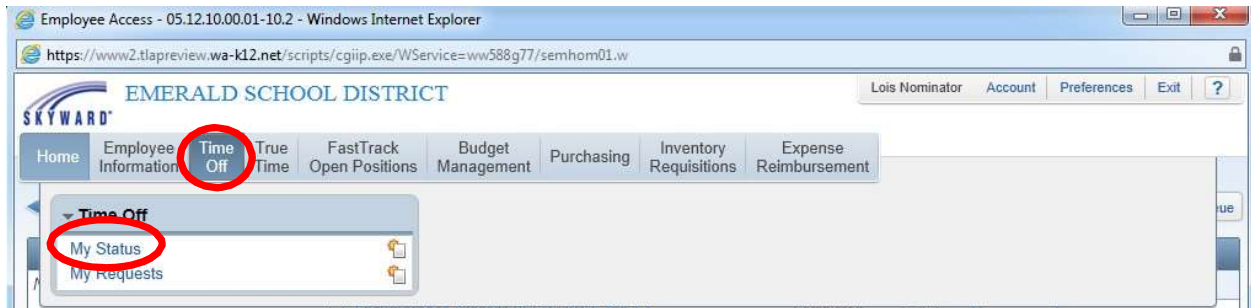 Employee Access - 05.12.10.00.01-10.2 - Windows Internet Explorer
https://www2.tlapreview.wa-k12.net/scripts/cgiip.exe/WService=ww588g77/semhom01.w
SKYWARD EMERALD SCHOOL DISTRICT Lois Nominator Account Preferences Exit ?
Home Employee Information Time Off True Time FastTrack Open Positions Budget Management Purchasing Inventory Requisitions Expense Reimbursement
Time Off
My Status
My Requests